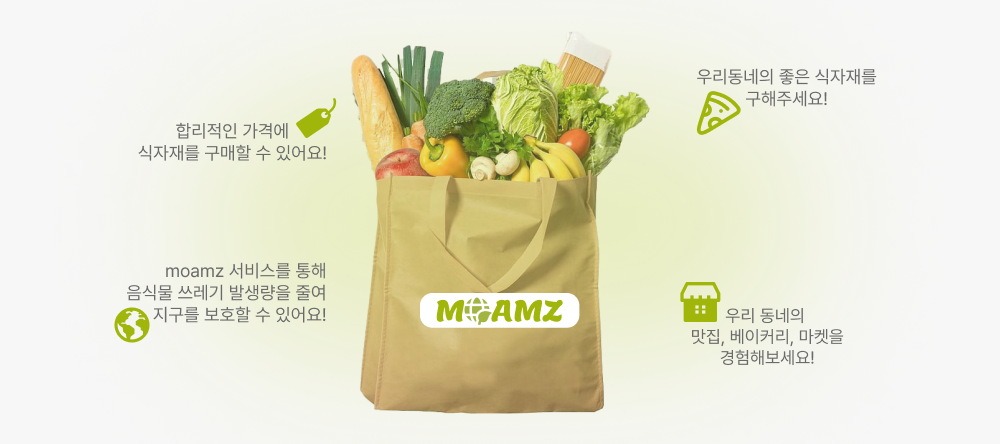 합리적인 가격에
식자재를 구매할 수 있어요!
우리동네의 좋은 식자재를
구해주세요!
moamz 서비스를 통해
음식물 쓰레기 발생량을 줄여
지구를 보호할 수 있어요!
MOAMZ
우리 동네의
맛집, 베이커리, 마켓을
경험해보세요!